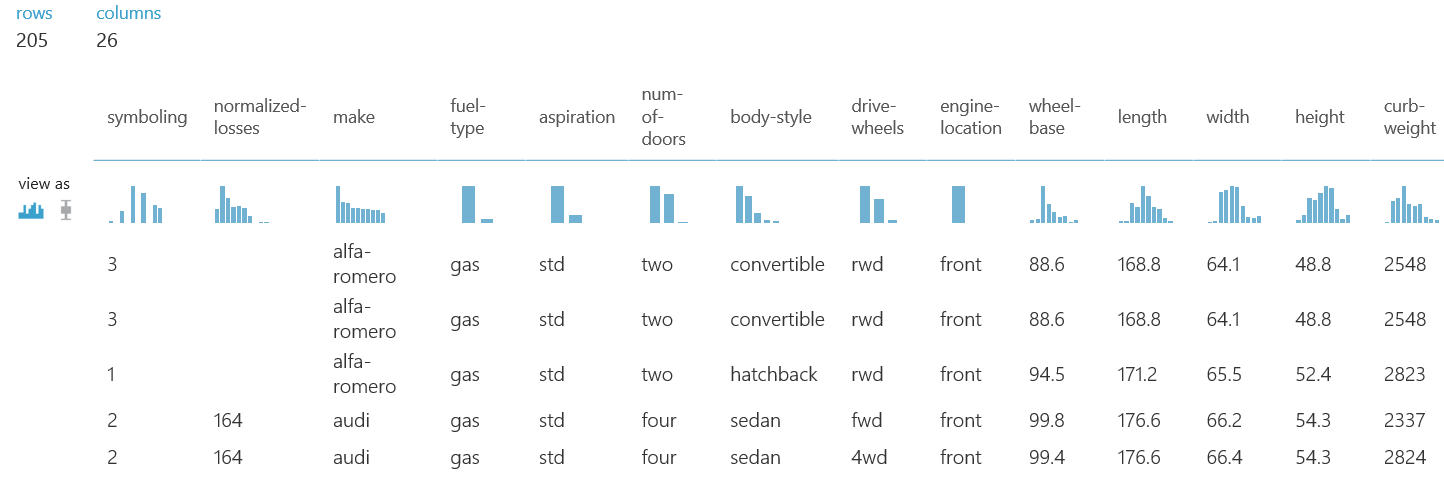 rows columns
205 26
symboling normalized-losses make fuel-type aspiration num-of-doors body-style drive-wheels engine-location wheel-base length width height curb-weight
view as
3 alfa-romero gas std two convertible rwd front 88.6 168.8 64.1 48.8 2548
3 alfa-romero gas std two convertible rwd front 88.6 168.8 64.1 48.8 2548
1 alfa-romero gas std two hatchback rwd front 94.5 171.2 65.5 52.4 2823
2 164 audi gas std four sedan fwd front 99.8 176.6 66.2 54.3 2337
2 164 audi gas std four sedan 4wd front 99.4 176.6 66.4 54.3 2824